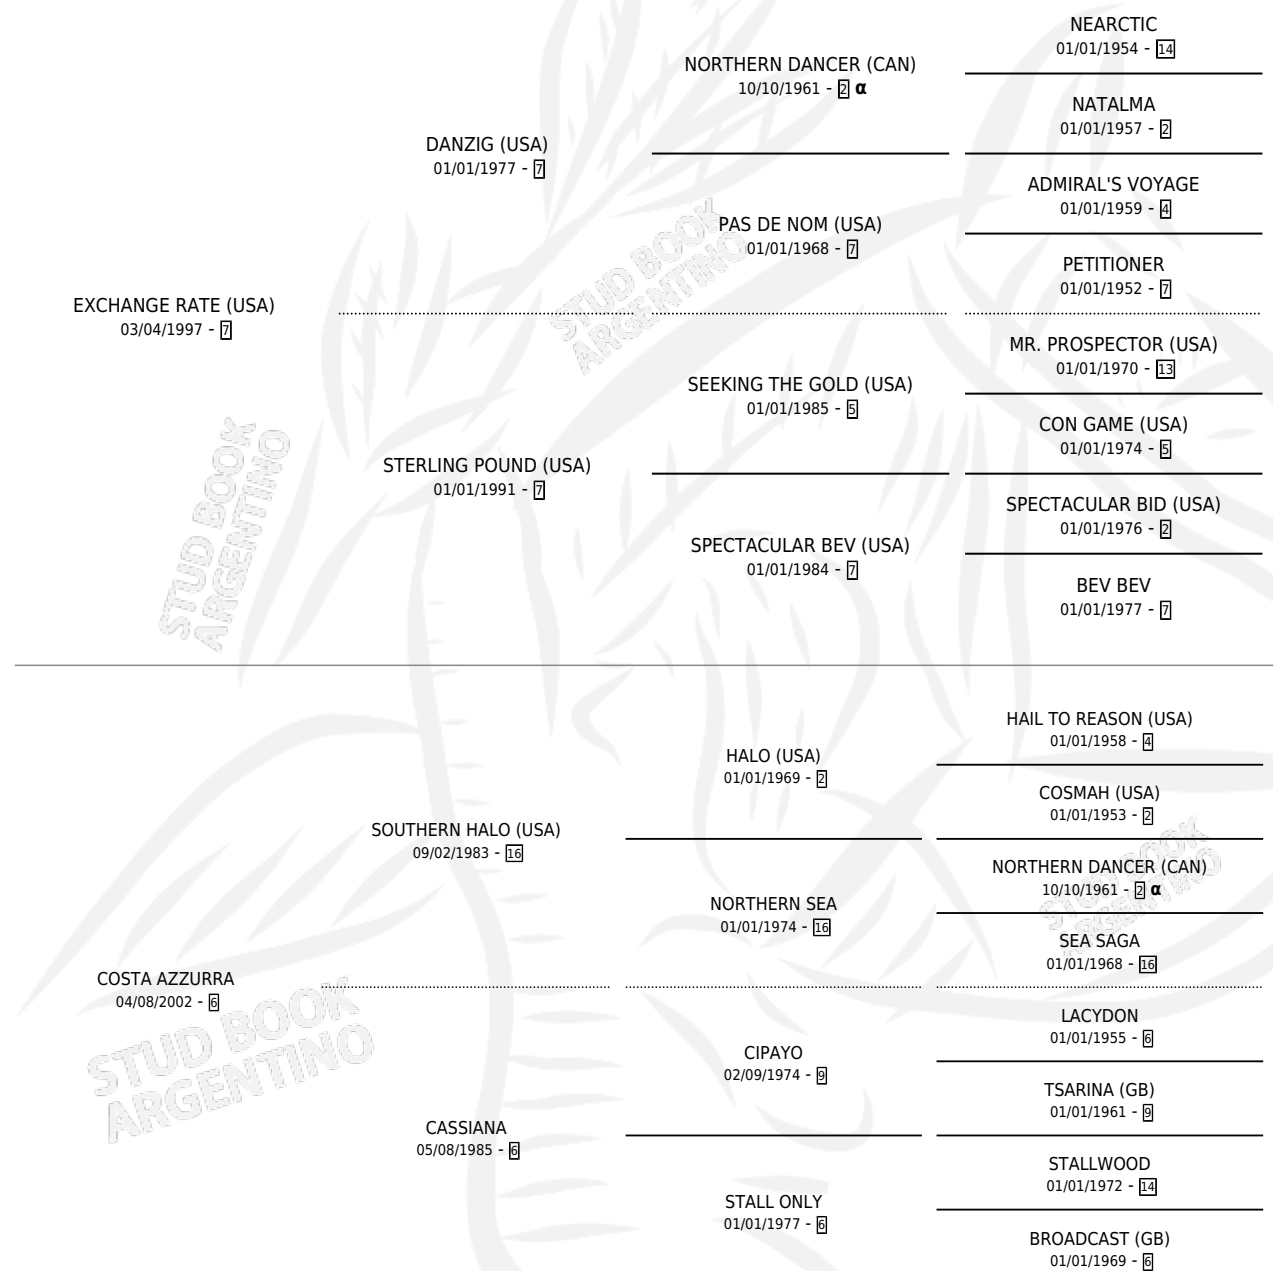 NEARCTIC
01/01/1954 - 14
NORTHERN DANCER (CAN)
10/10/1961 - 2 α
NATALMA
01/01/1957 - 2
DANZIG (USA)
01/01/1977 - 7
ADMIRAL'S VOYAGE
01/01/1959 - 4
PAS DE NOM (USA)
01/01/1968 - 7
PETITIONER
01/01/1952 - 7
EXCHANGE RATE (USA)
03/04/1997 - 7
MR. PROSPECTOR (USA)
01/01/1970 - 13
SEEKING THE GOLD (USA)
01/01/1985 - 5
CON GAME (USA)
01/01/1974 - 5
STERLING POUND (USA)
01/01/1991 - 7
SPECTACULAR BID (USA)
01/01/1976 - 2
SPECTACULAR BEV (USA)
01/01/1984 - 7
BEV BEV
01/01/1977 - 7
HAIL TO REASON (USA)
01/01/1958 - 4
HALO (USA)
01/01/1969 - 2
COSMAH (USA)
01/01/1953 - 2
SOUTHERN HALO (USA)
09/02/1983 - 16
NORTHERN DANCER (CAN)
10/10/1961 - 2 α
NORTHERN SEA
01/01/1974 - 16
SEA SAGA
01/01/1968 - 16
COSTA AZZURRA
04/08/2002 - 6
LACYDON
01/01/1955 - 6
CIPAYO
02/09/1974 - 9
TSARINA (GB)
01/01/1961 - 9
CASSIANA
05/08/1985 - 6
STALLWOOD
01/01/1972 - 14
STALL ONLY
01/01/1977 - 6
BROADCAST (GB)
01/01/1969 - 6
STUD BOOK
ARGENTINO
STUD BOOK
ARGENTINO
STUD BOOK
ARGENTINO
STUD BOOK
ARGENTINO